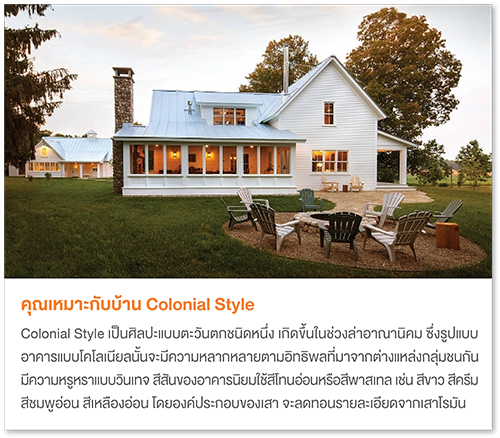 คุณเหมาะกับบ้าน Colonial Style
Colonial Style เป็นศิลปะแบบตะวันตกชนิดหนึ่ง เกิดขึ้นในช่วงล่าอาณานิคม ซึ่งรูปแบบ
อาคารแบบโคโลเนียลนั้นจะมีความหลากหลายตามอิทธิพลที่มาจากต่างแหล่งกลุ่มชนกัน
มีความหรูหราแบบวินเทจ สีสันของอาคารนิยมใช้สีโทนอ่อนหรือสีพาสเทล เช่น สีขาว สีครีม
สีชมพูอ่อน สีเหลืองอ่อน โดยองค์ประกอบของเสา จะลดทอนรายละเอียดจากเสาโรมัน